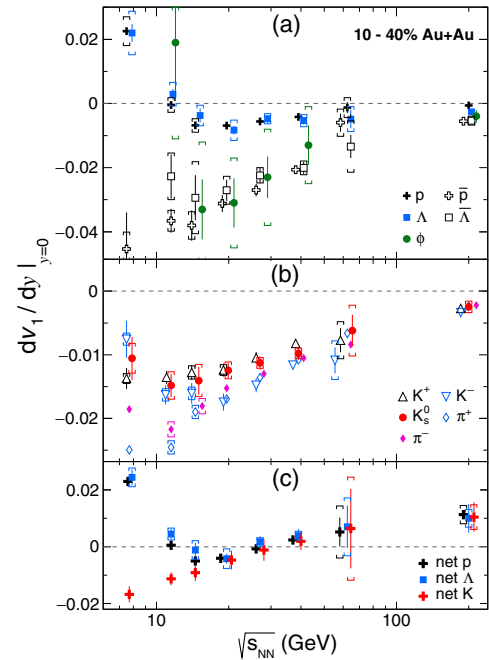 (a)
10 - 40% Au+Au
0.02
0
−0.02
−0.04
p
p̅
Λ
Λ̅
ϕ
dv₁ / dy |y=0
(b)
0
−0.01
−0.02
K⁺
K⁻
K⁰s
π⁺
π⁻
(c)
0.02
0
−0.02
net p
net Λ
net K
10
100
√sNN (GeV)